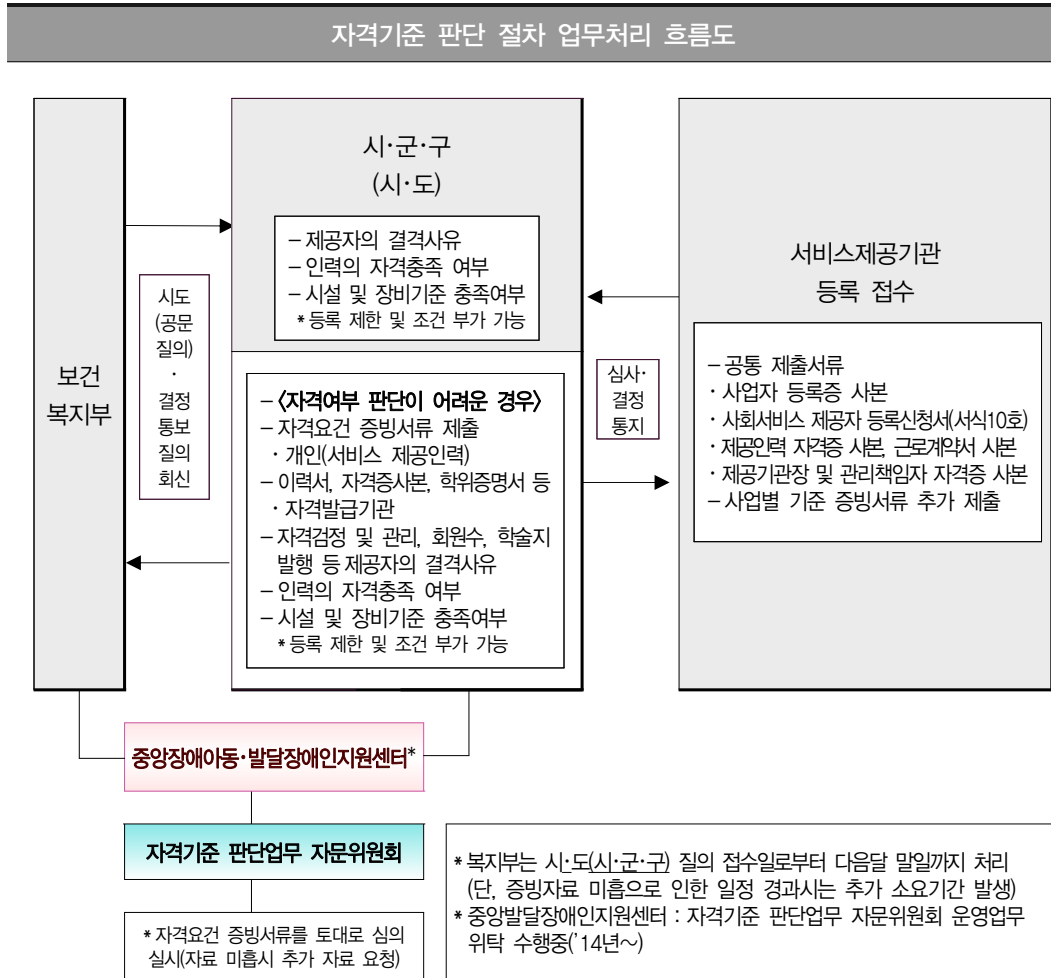 자격기준 판단 절차 업무처리 흐름도
보건
복지부
시도
(공문
질의)
·
결정
통보
질의
회신
시·군·구
(시·도)
– 제공자의 결격사유
– 인력의 자격충족 여부
– 시설 및 장비기준 충족여부
* 등록 제한 및 조건 부가 가능
– 〈자격여부 판단이 어려운 경우〉
– 자격요건 증빙서류 제출
· 개인(서비스 제공인력)
– 이력서, 자격증사본, 학위증명서 등
· 자격발급기관
– 자격검정 및 관리, 회원수, 학술지
발행 등 제공자의 결격사유
– 인력의 자격충족 여부
– 시설 및 장비기준 충족여부
* 등록 제한 및 조건 부가 가능
심사·
결정
통지
서비스제공기관
등록 접수
– 공통 제출서류
· 사업자 등록증 사본
· 사회서비스 제공자 등록신청서(서식10호)
· 제공인력 자격증 사본, 근로계약서 사본
· 제공기관장 및 관리책임자 자격증 사본
– 사업별 기준 증빙서류 추가 제출
중앙장애아동·발달장애인지원센터*
자격기준 판단업무 자문위원회
* 자격요건 증빙서류를 토대로 심의
실시(자료 미흡시 추가 자료 요청)
* 복지부는 시·도(시·군·구) 질의 접수일로부터 다음달 말일까지 처리
(단, 증빙자료 미흡으로 인한 일정 경과시는 추가 소요기간 발생)
* 중앙발달장애인지원센터 : 자격기준 판단업무 자문위원회 운영업무
위탁 수행중('14년~)